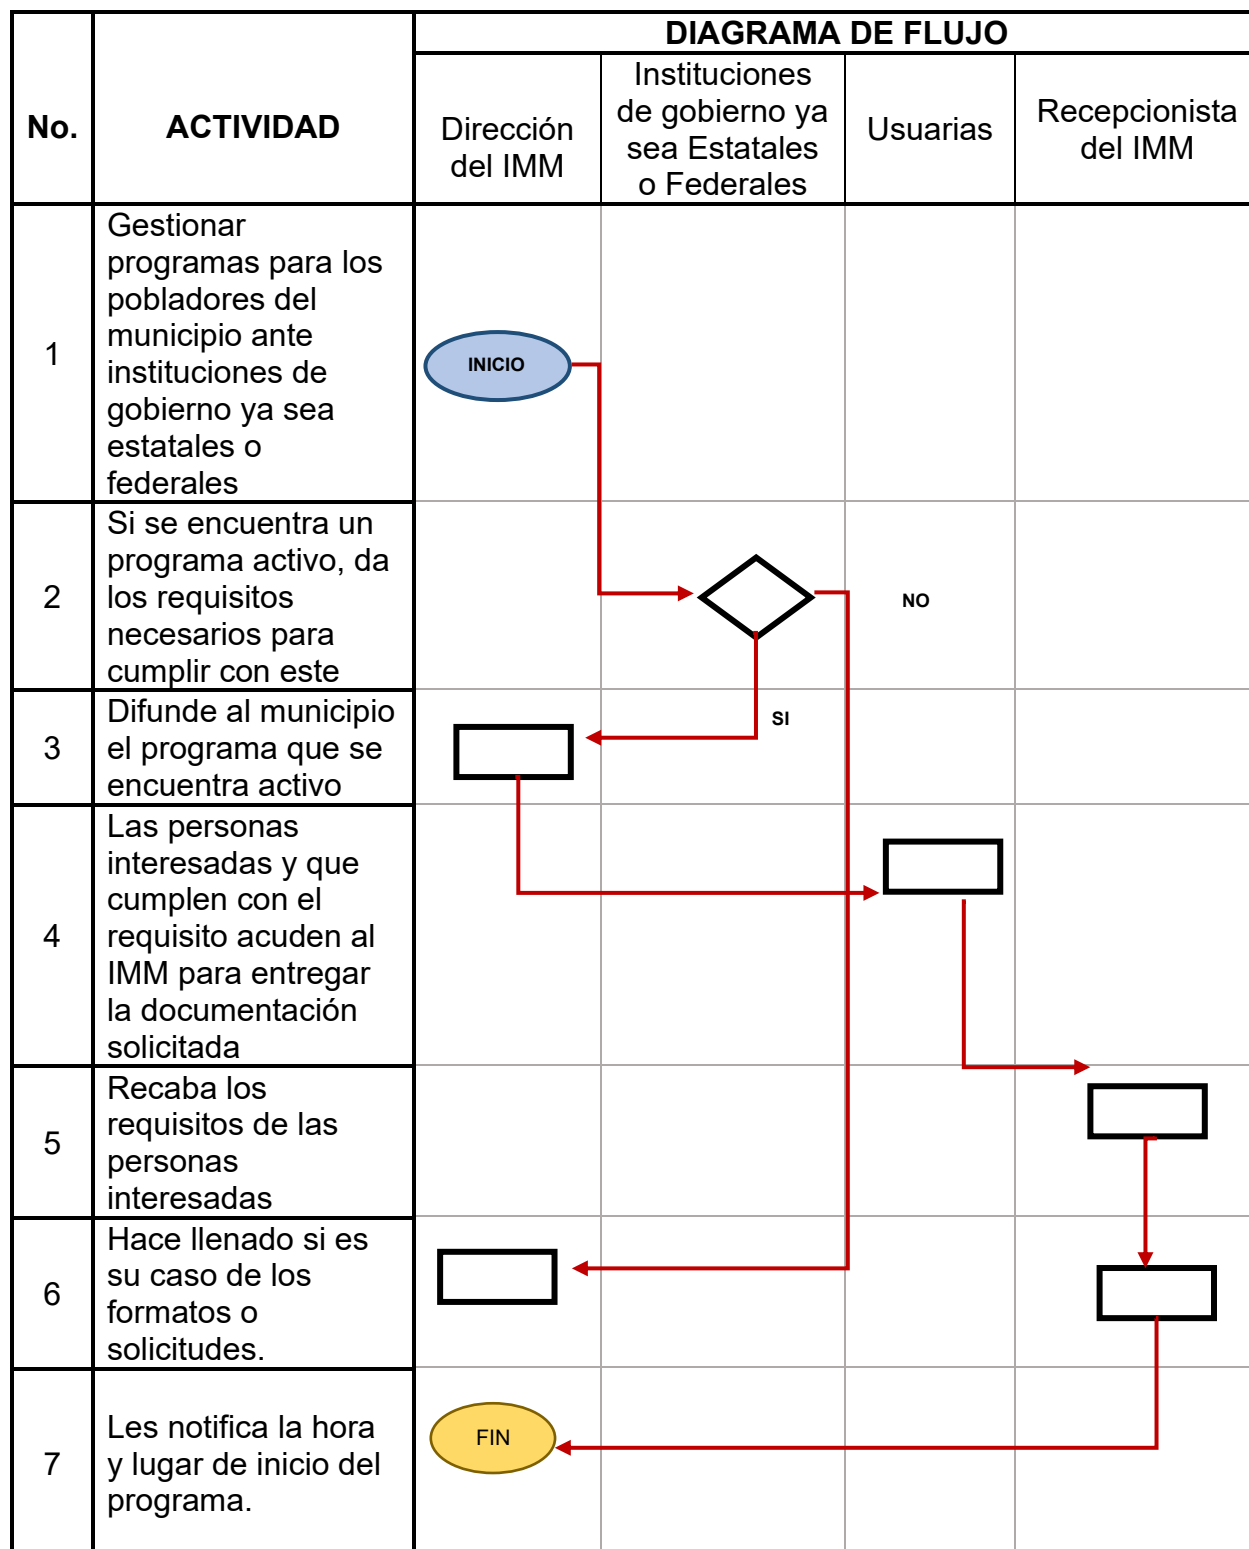 DIAGRAMA DE FLUJO
No.
ACTIVIDAD
Dirección
del IMM
Instituciones
de gobierno ya
sea Estatales
o Federales
Usuarias
Recepcionista
del IMM
1
Gestionar
programas para los
pobladores del
municipio ante
instituciones de
gobierno ya sea
estatales o
federales
INICIO
2
Si se encuentra un
programa activo, da
los requisitos
necesarios para
cumplir con este
NO
3
Difunde al municipio
el programa que se
encuentra activo
SI
4
Las personas
interesadas y que
cumplen con el
requisito acuden al
IMM para entregar
la documentación
solicitada
5
Recaba los
requisitos de las
personas
interesadas
6
Hace llenado si es
su caso de los
formatos o
solicitudes.
7
Les notifica la hora
y lugar de inicio del
programa.
FIN